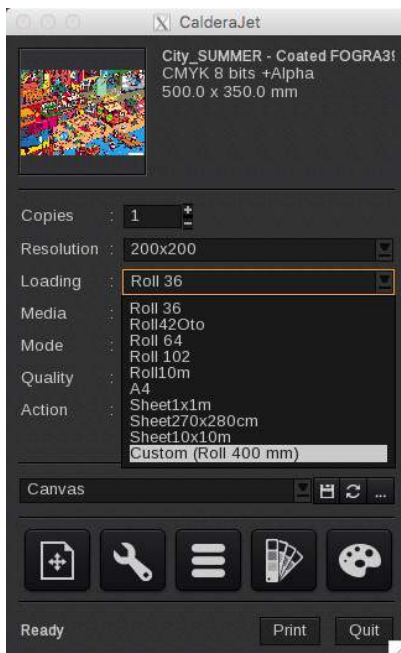 CalderaJet
City_SUMMER - Coated FOGRA39
CMYK 8 bits +Alpha
500.0 x 350.0 mm
Copies : 1
Resolution : 200x200
Loading : Roll 36
Media :
Mode :
Quality :
Action :
Roll 36
Roll42Oto
Roll 64
Roll 102
Roll10m
A4
Sheet1x1m
Sheet270x280cm
Sheet10x10m
Custom (Roll 400 mm)
Canvas
...
Ready
Print
Quit